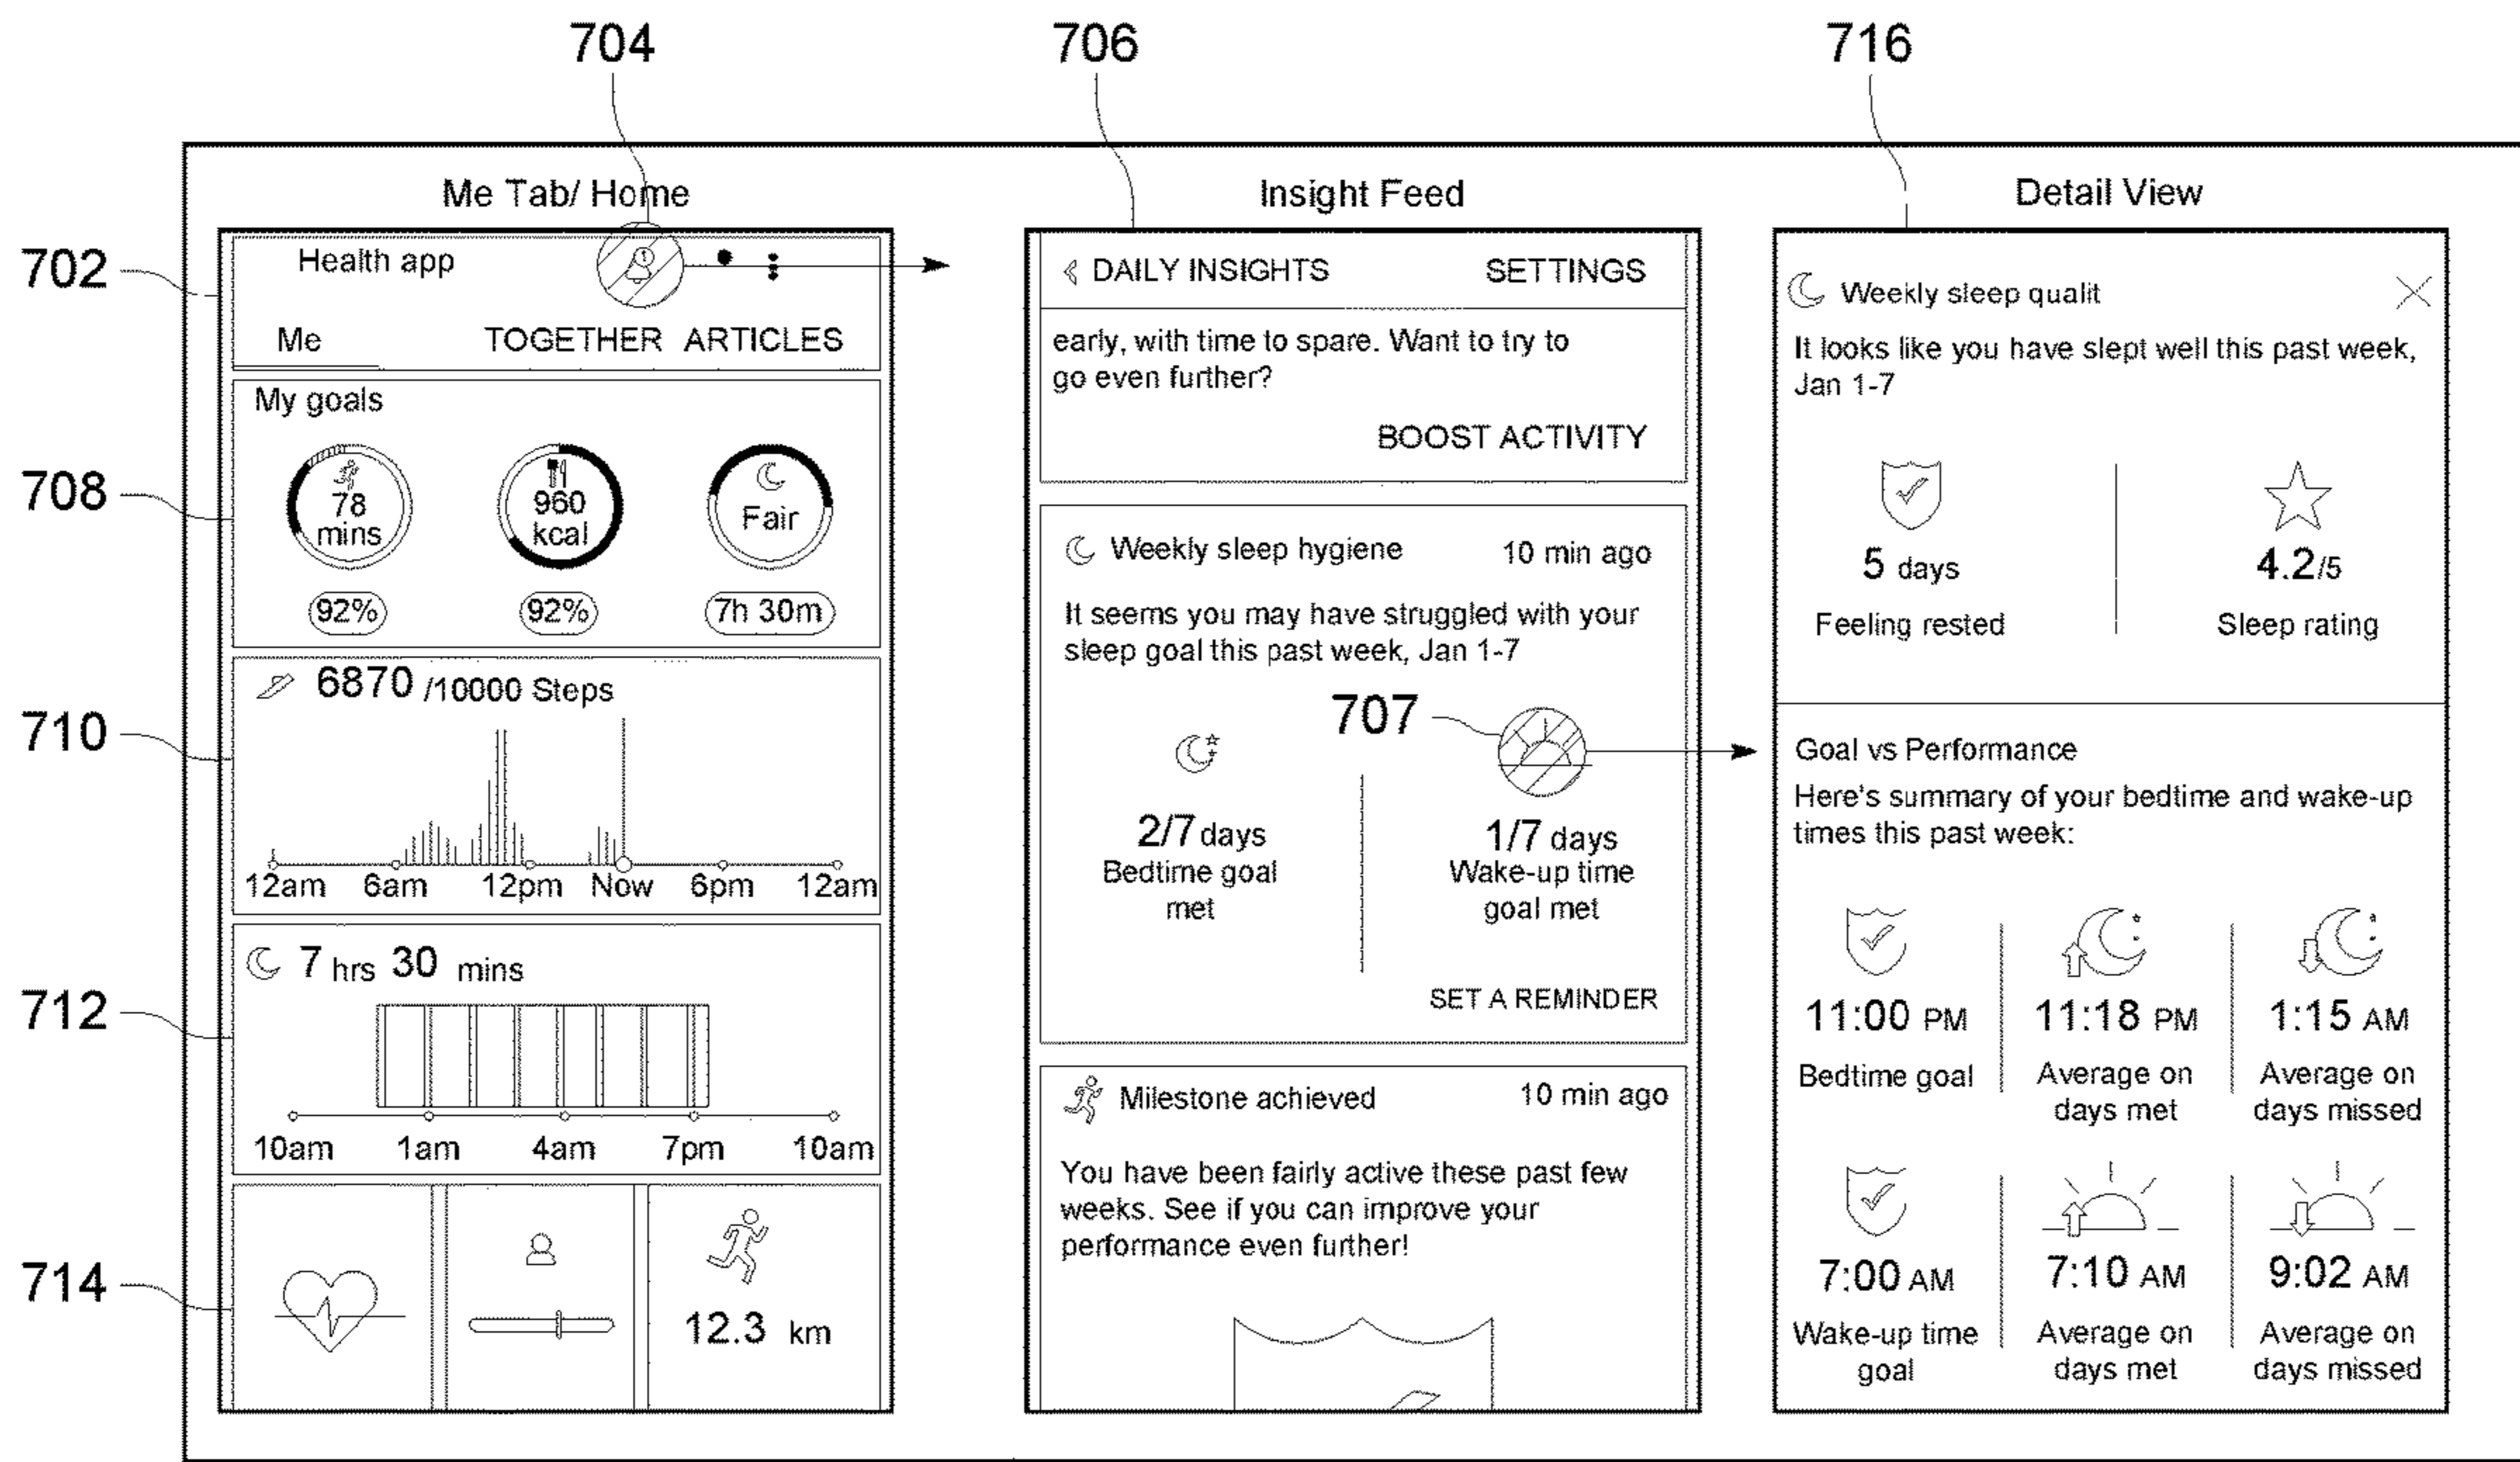 704
706
716
Me Tab/ Home
Insight Feed
Detail View
702
Health app
1
Me
TOGETHER
ARTICLES
My goals
708
78
mins
960
kcal
Fair
92%
92%
7h 30m
710
6870 /10000 Steps
12am
6am
12pm
Now
6pm
12am
712
7 hrs 30 mins
10am
1am
4am
7pm
10am
714
12.3 km
DAILY INSIGHTS
SETTINGS
early, with time to spare. Want to try to
go even further?
BOOST ACTIVITY
Weekly sleep hygiene
10 min ago
It seems you may have struggled with your
sleep goal this past week, Jan 1-7
707
2/7 days
Bedtime goal
met
1/7 days
Wake-up time
goal met
SET A REMINDER
Milestone achieved
10 min ago
You have been fairly active these past few
weeks. See if you can improve your
performance even further!
Weekly sleep qualit
It looks like you have slept well this past week,
Jan 1-7
5 days
Feeling rested
4.2/5
Sleep rating
Goal vs Performance
Here's summary of your bedtime and wake-up
times this past week:
11:00 PM
Bedtime goal
11:18 PM
Average on
days met
1:15 AM
Average on
days missed
7:00 AM
Wake-up time
goal
7:10 AM
Average on
days met
9:02 AM
Average on
days missed